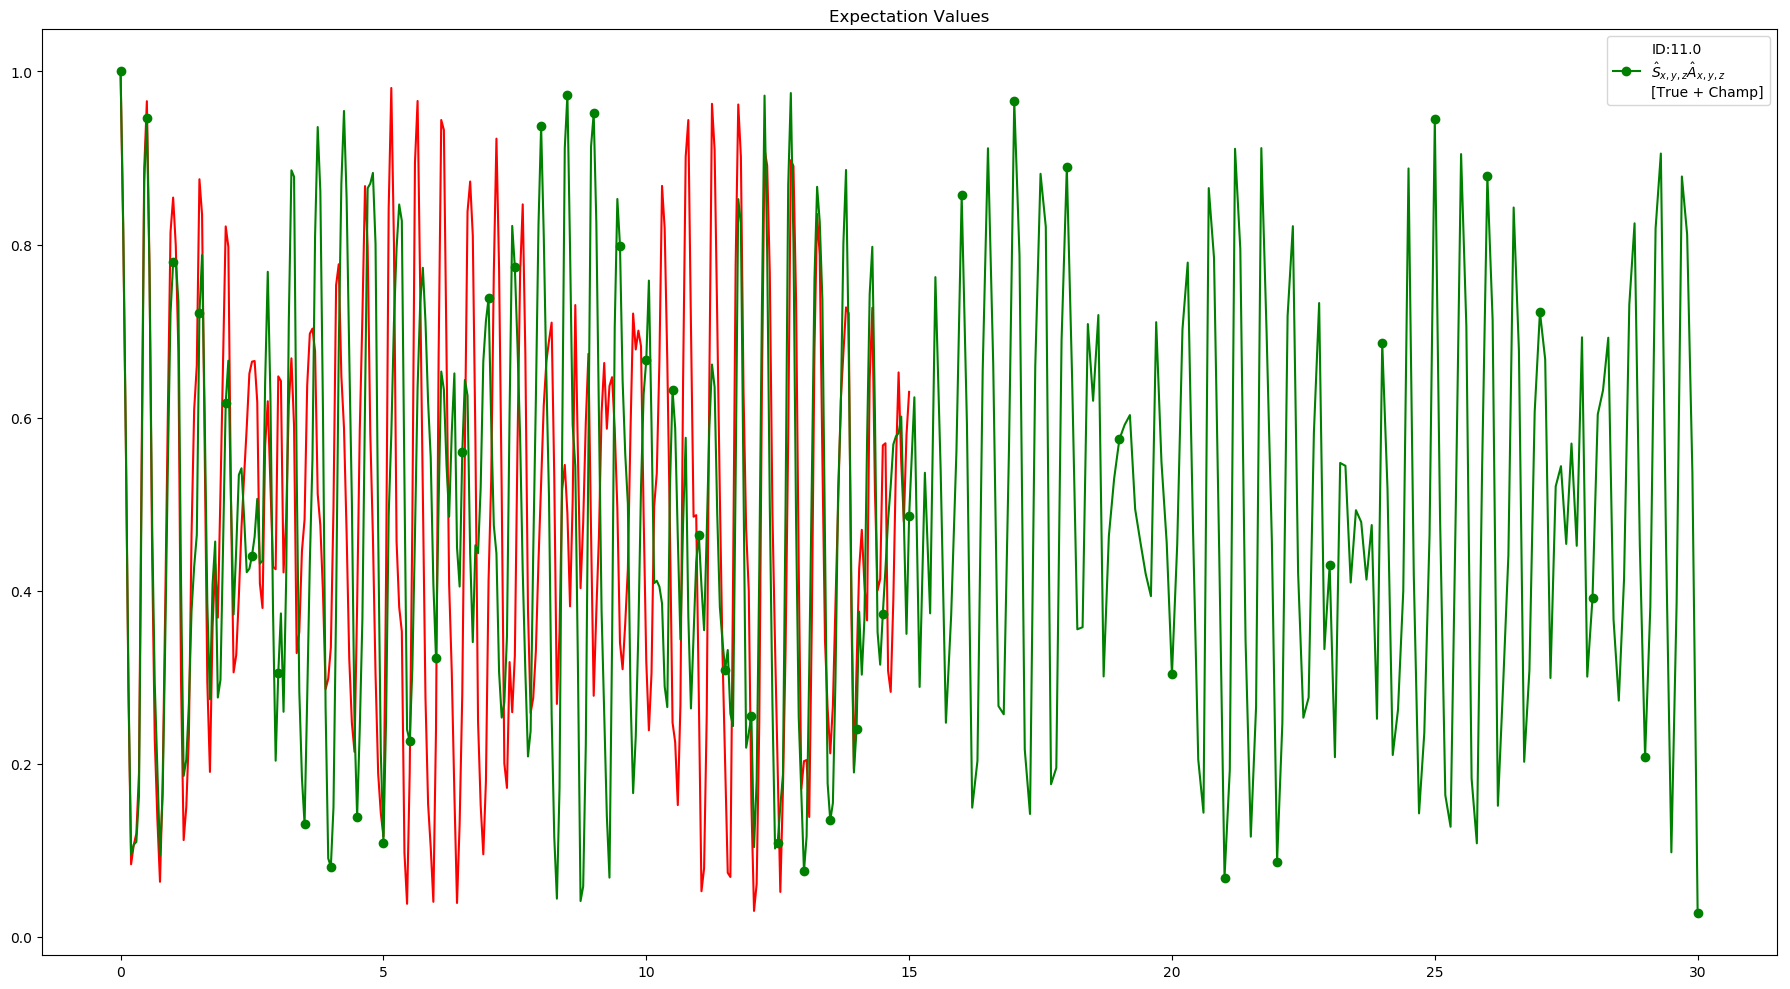 Expectation Values
ID:11.0
$\hat{S}_{x,y,z}\hat{A}_{x,y,z}$
[True + Champ]
1.0
0.8
0.6
0.4
0.2
0.0
0 5 10 15 20 25 30